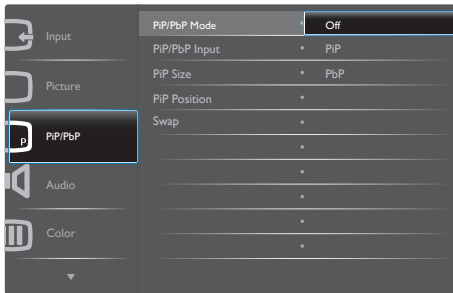 Input
Picture
P
PiP/PbP
Audio
Color
PiP/PbP Mode • Off
PiP/PbP Input • PiP
PiP Size • PbP
PiP Position •
Swap •
•
•
•
•
•